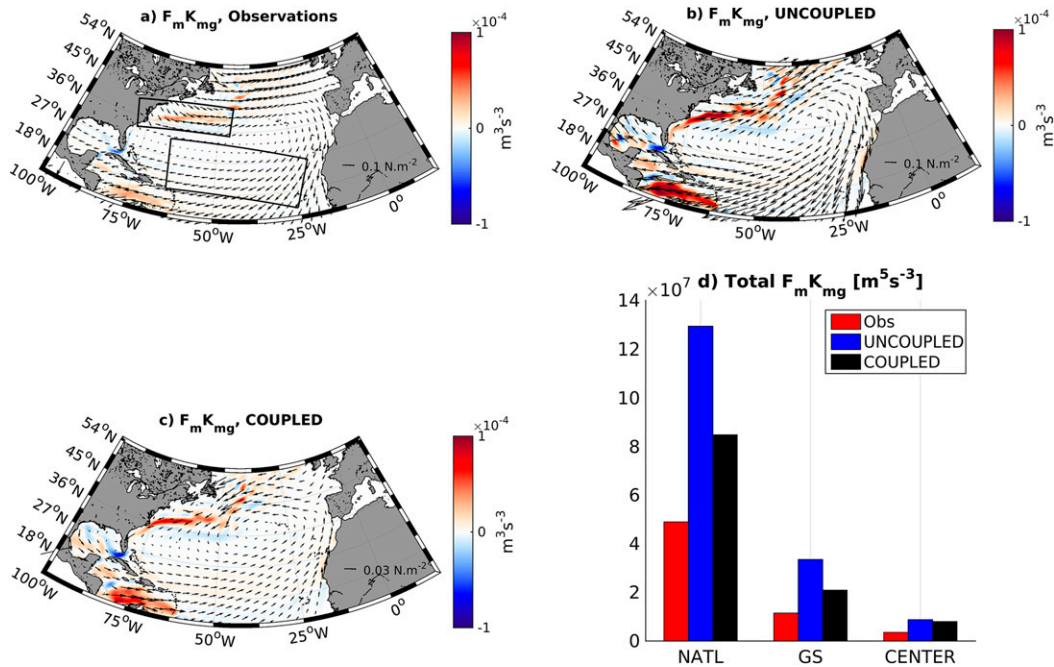 a) FmKmg, Observations
54°N
45°N
36°N
27°N
18°N
100°W
75°W
50°W
25°W
0°
0.1 N.m⁻²
×10⁻⁴
1
0
-1
m³s⁻³
b) FmKmg, UNCOUPLED
54°N
45°N
36°N
27°N
18°N
100°W
75°W
50°W
25°W
0°
0.1 N.m⁻²
×10⁻⁴
1
0
-1
m³s⁻³
c) FmKmg, COUPLED
54°N
45°N
36°N
27°N
18°N
100°W
75°W
50°W
25°W
0°
0.03 N.m⁻²
×10⁻⁴
1
0
-1
m³s⁻³
d) Total FmKmg [m⁵s⁻³]
×10⁷
14
12
10
8
6
4
2
0
Obs
UNCOUPLED
COUPLED
NATL
GS
CENTER